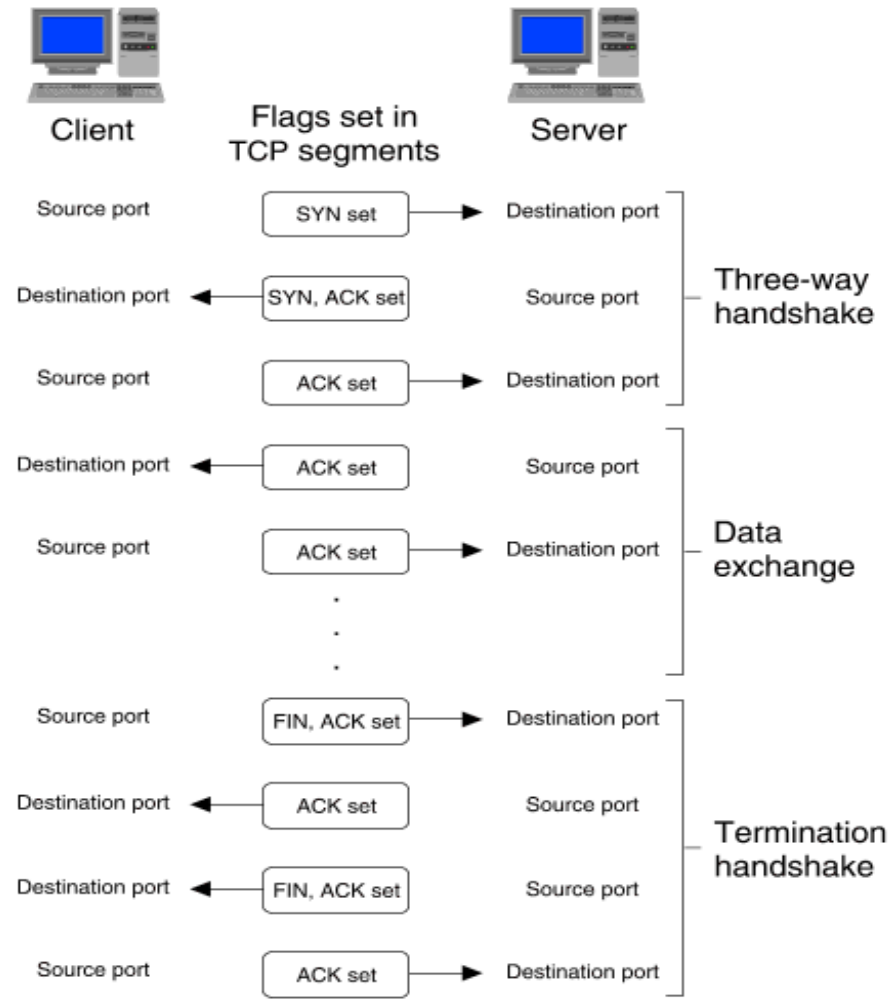 Client
Flags set in
TCP segments
Server
Source port SYN set Destination port
Destination port SYN, ACK set Source port
Source port ACK set Destination port
Three-way
handshake
Destination port ACK set Source port
Source port ACK set Destination port
Data
exchange
Source port FIN, ACK set Destination port
Destination port ACK set Source port
Destination port FIN, ACK set Source port
Source port ACK set Destination port
Termination
handshake